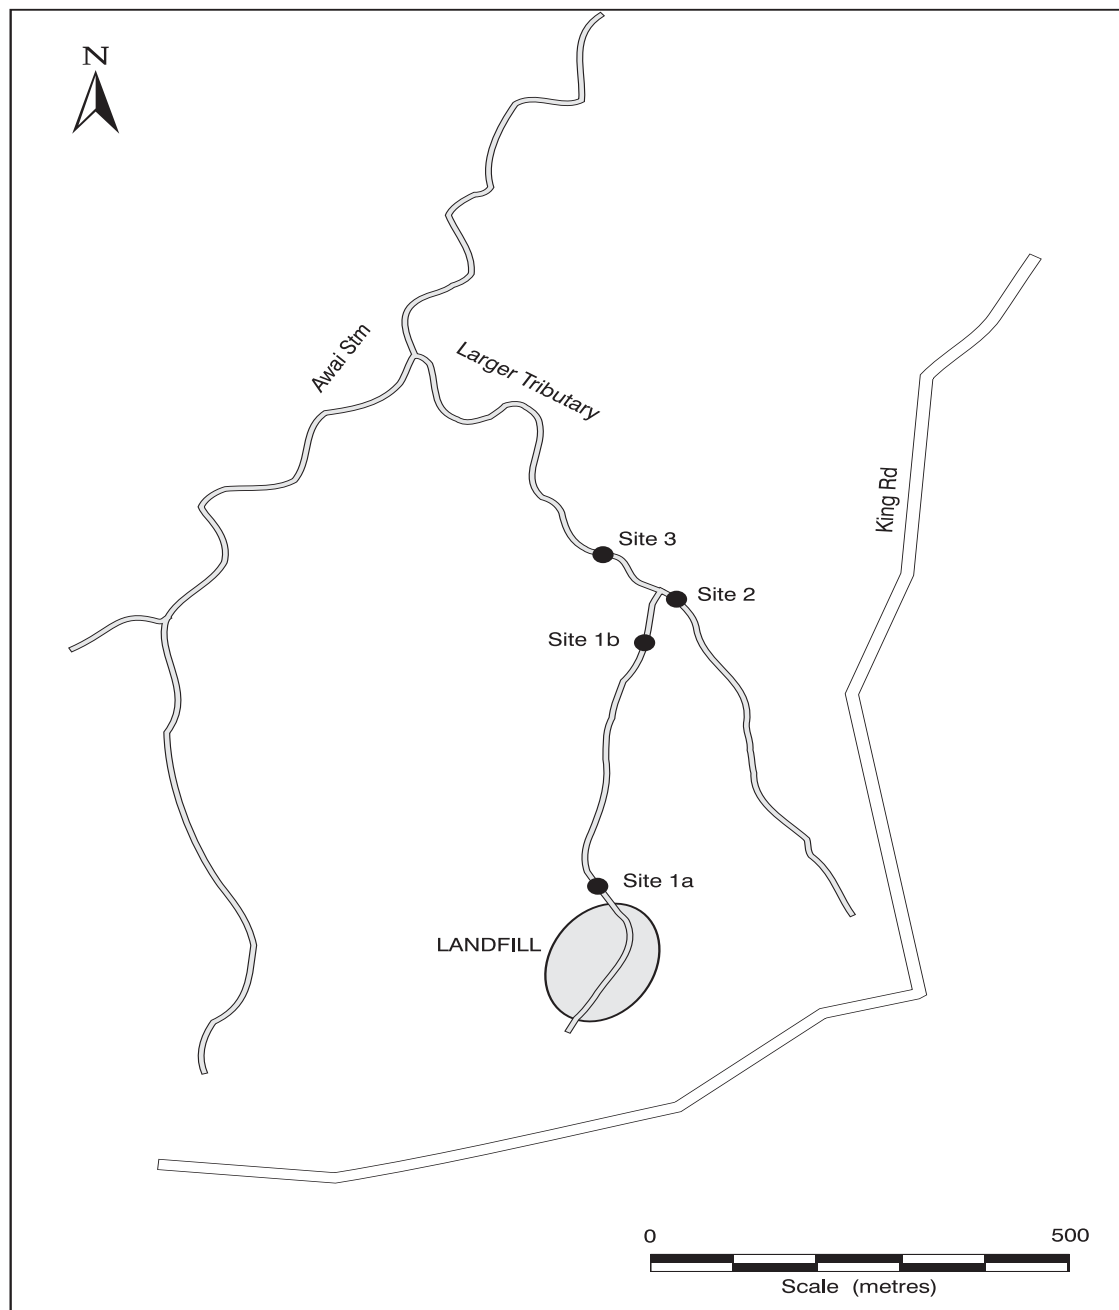 N
Awai Stm
Larger Tributary
King Rd
Site 3
Site 2
Site 1b
Site 1a
LANDFILL
0 500
Scale (metres)